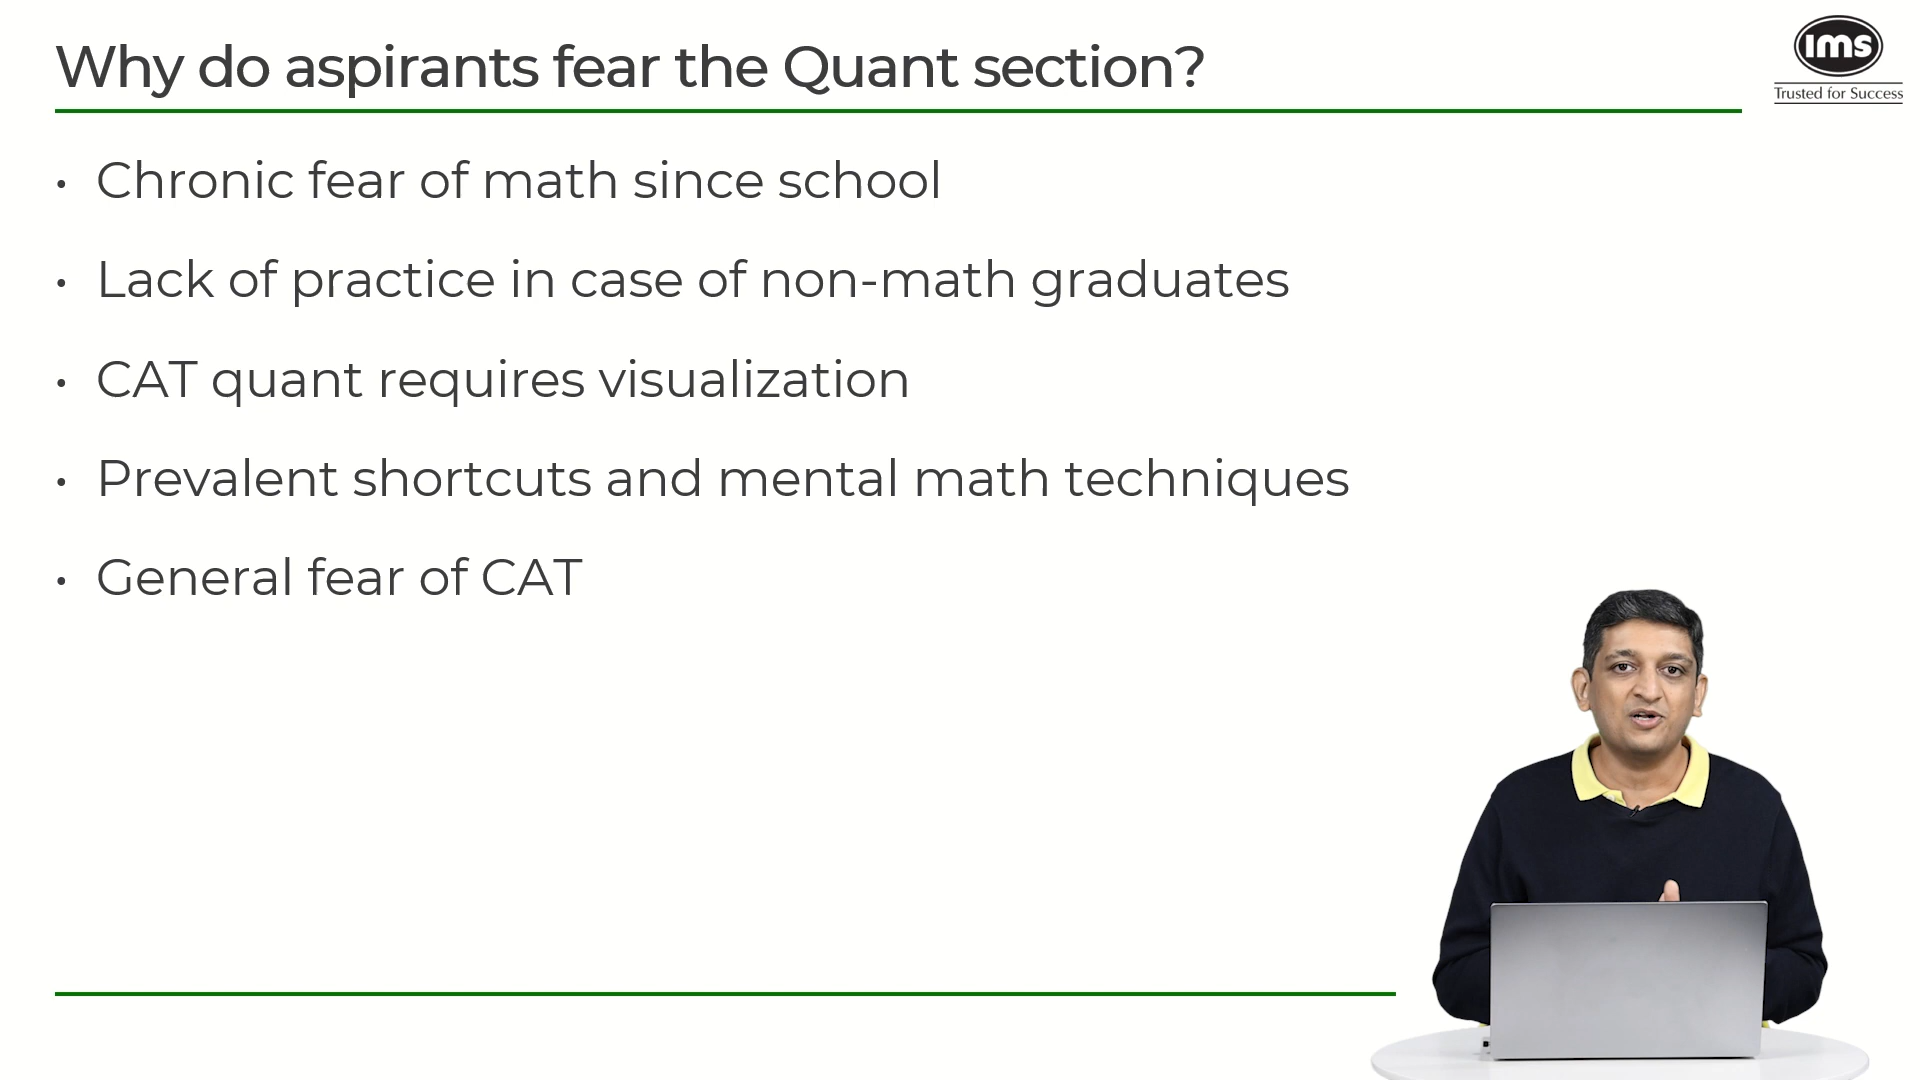 Why do aspirants fear the Quant section?
ims
Trusted for Success
• Chronic fear of math since school
• Lack of practice in case of non-math graduates
• CAT quant requires visualization
• Prevalent shortcuts and mental math techniques
• General fear of CAT